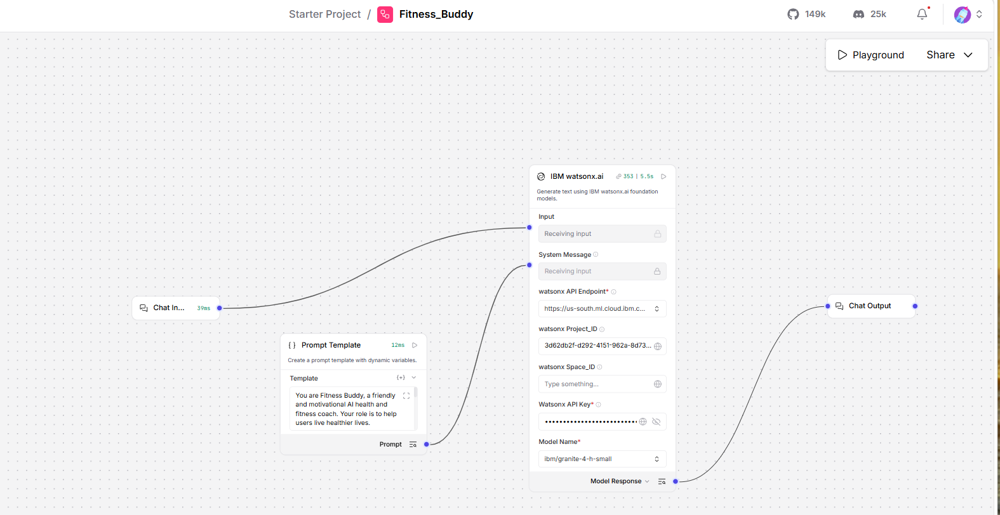 Starter Project / Fitness_Buddy
149k
25k
Playground
Share
IBM watsonx.ai
353 | 5.5s
Generate text using IBM watsonx.ai foundation
models.
Input
Receiving input
System Message
Receiving input
watsonx API Endpoint*
https://us-south.ml.cloud.ibm.c...
watsonx Project_ID
3d62db2f-d292-4151-962a-8d73...
watsonx Space_ID
Type something...
Watsonx API Key*
••••••••••••••••••••••••••
Model Name*
ibm/granite-4-h-small
Model Response
Chat In...
39ms
Prompt Template
12ms
Create a prompt template with dynamic variables.
Template
{+}
You are Fitness Buddy, a friendly
and motivational AI health and
fitness coach. Your role is to help
users live healthier lives.
Prompt
Chat Output